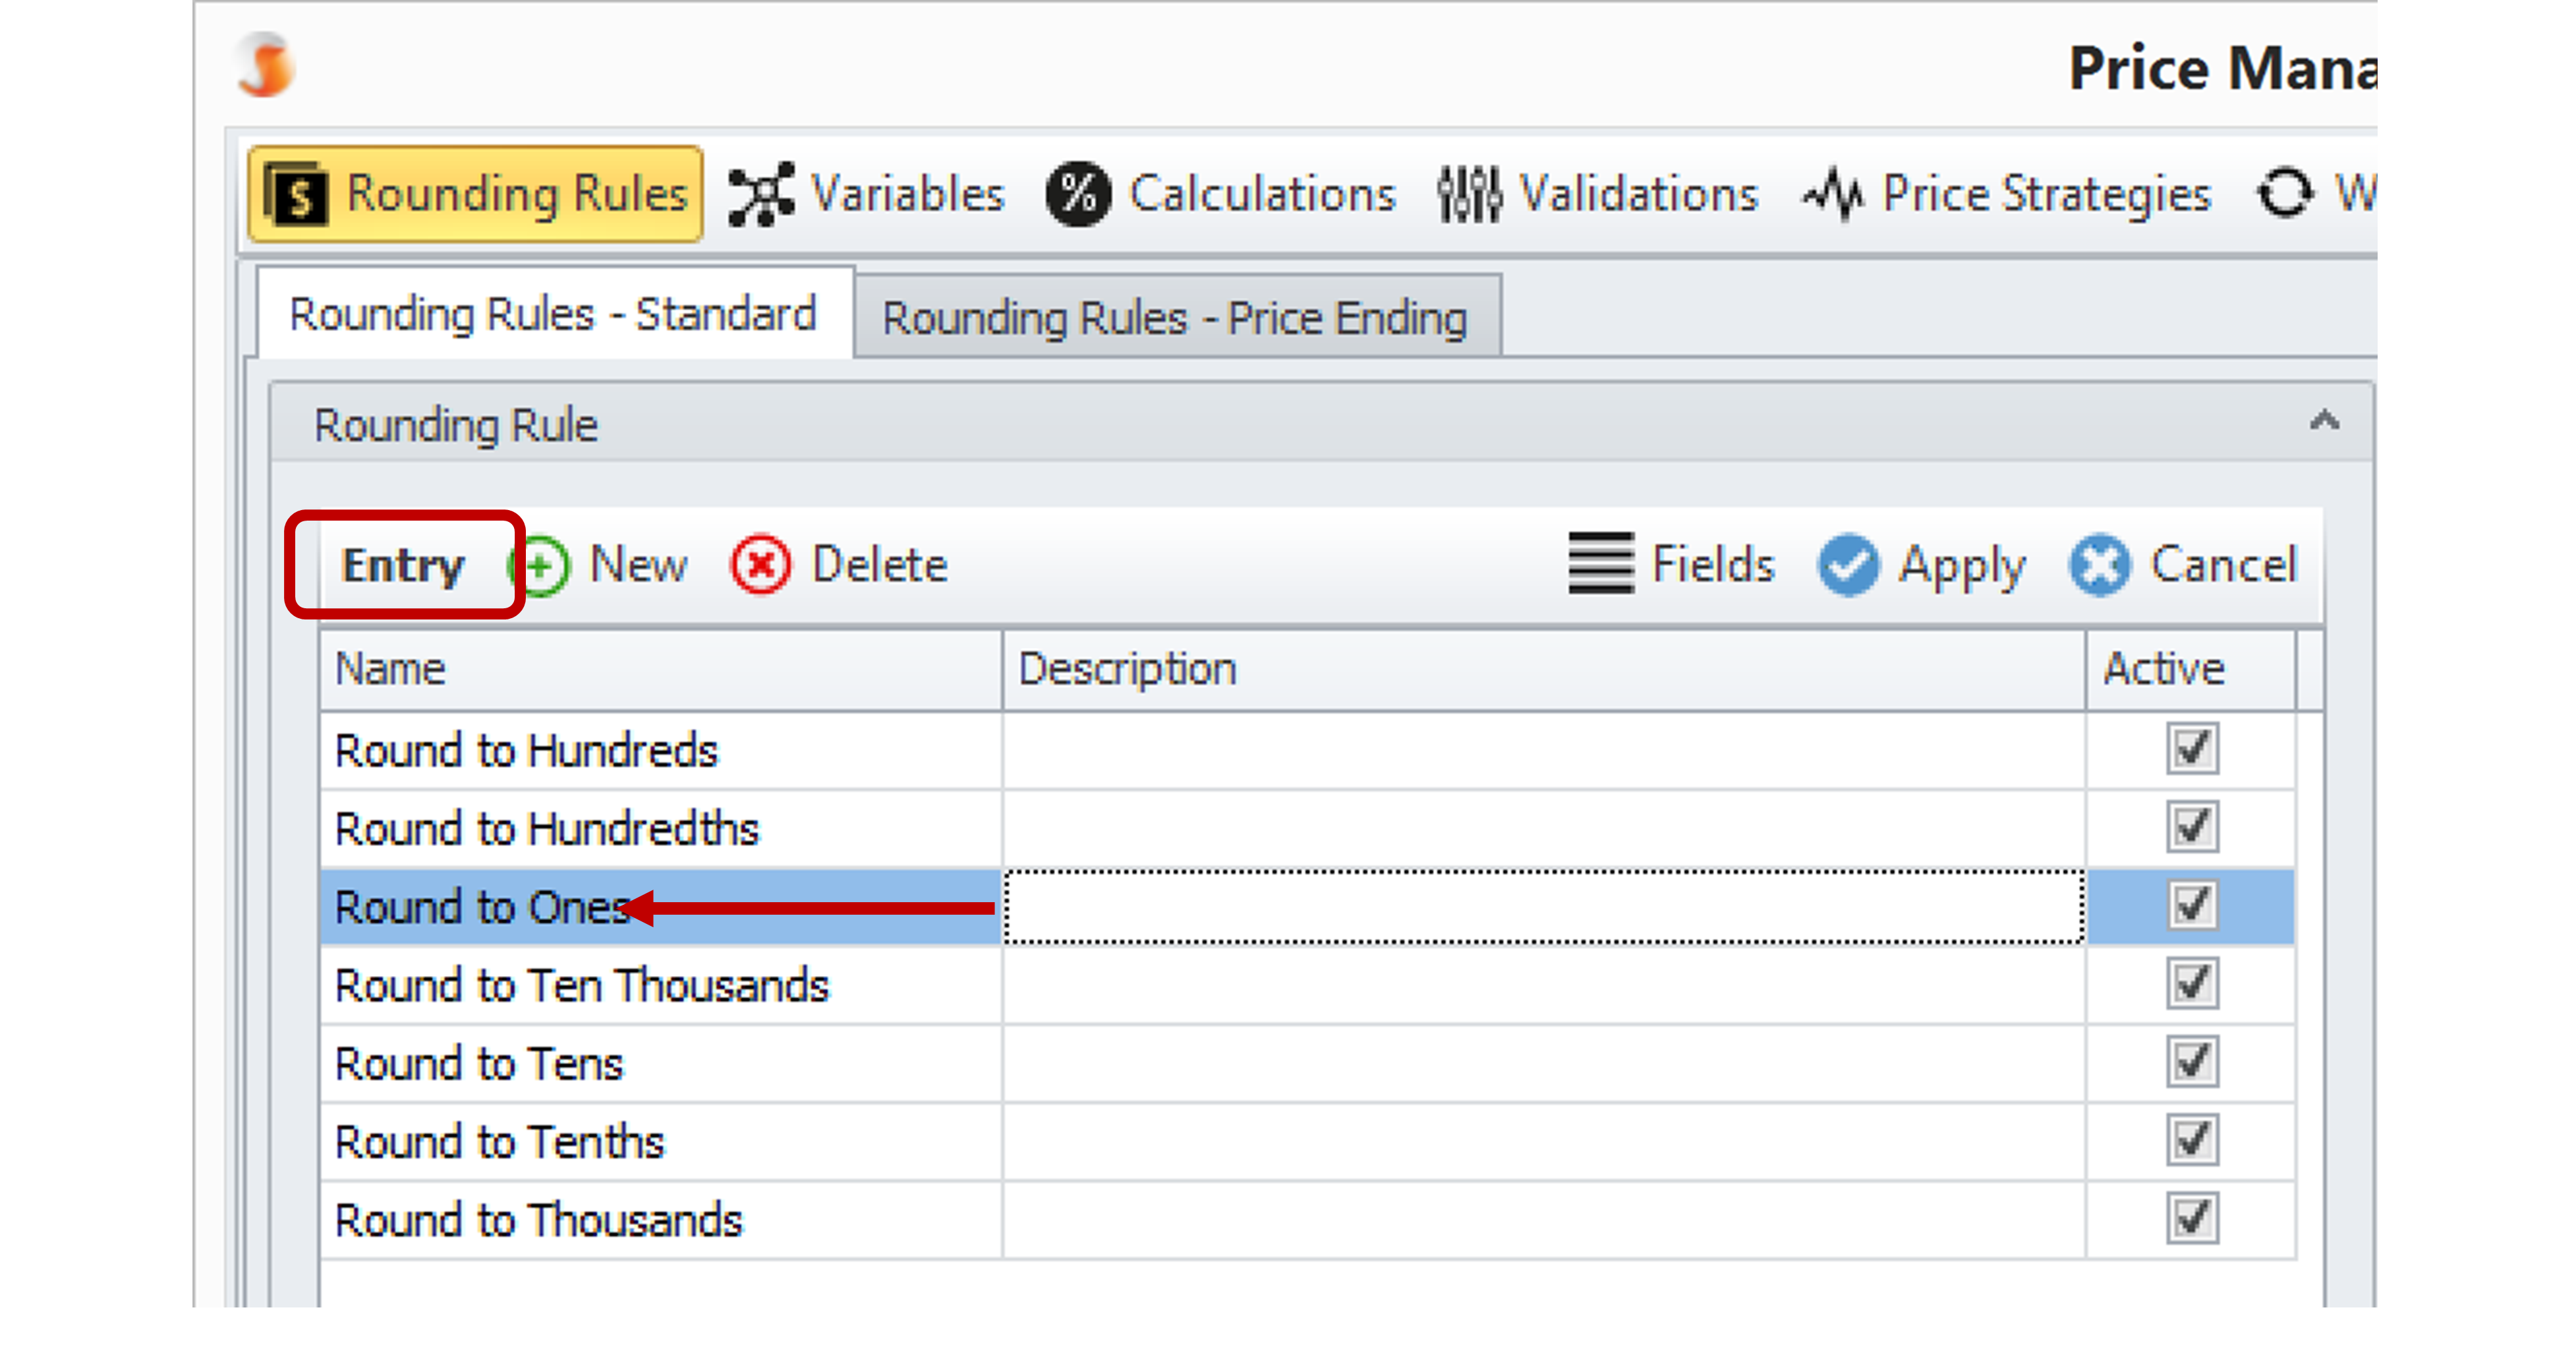 Price Mana
Rounding Rules Variables Calculations Validations Price Strategies W
Rounding Rules - Standard Rounding Rules - Price Ending
Rounding Rule
Entry New Delete Fields Apply Cancel
Name Description Active
Round to Hundreds
Round to Hundredths
Round to Ones
Round to Ten Thousands
Round to Tens
Round to Tenths
Round to Thousands